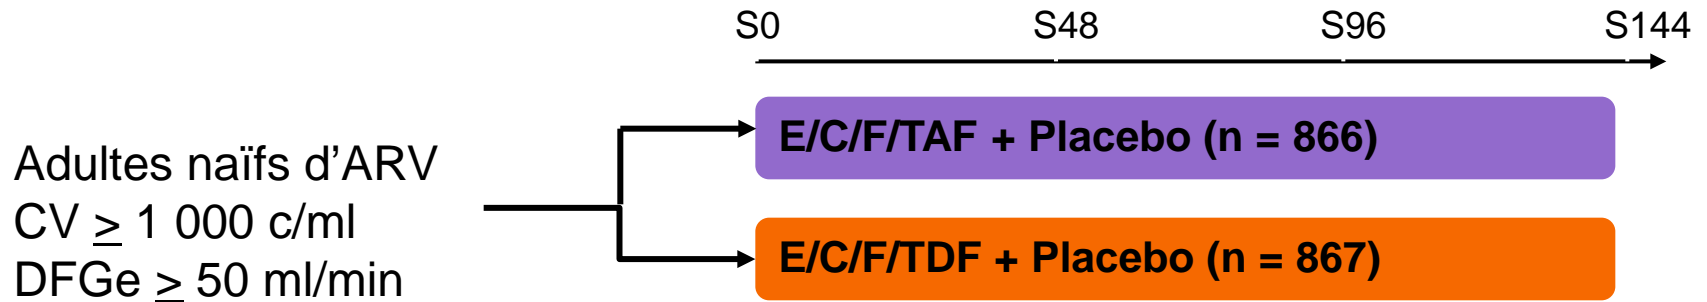 S0 S48 S96 S144
E/C/F/TAF + Placebo (n = 866)
Adultes naïfs d’ARV
CV ≥ 1 000 c/ml
DFGe ≥ 50 ml/min
E/C/F/TDF + Placebo (n = 867)